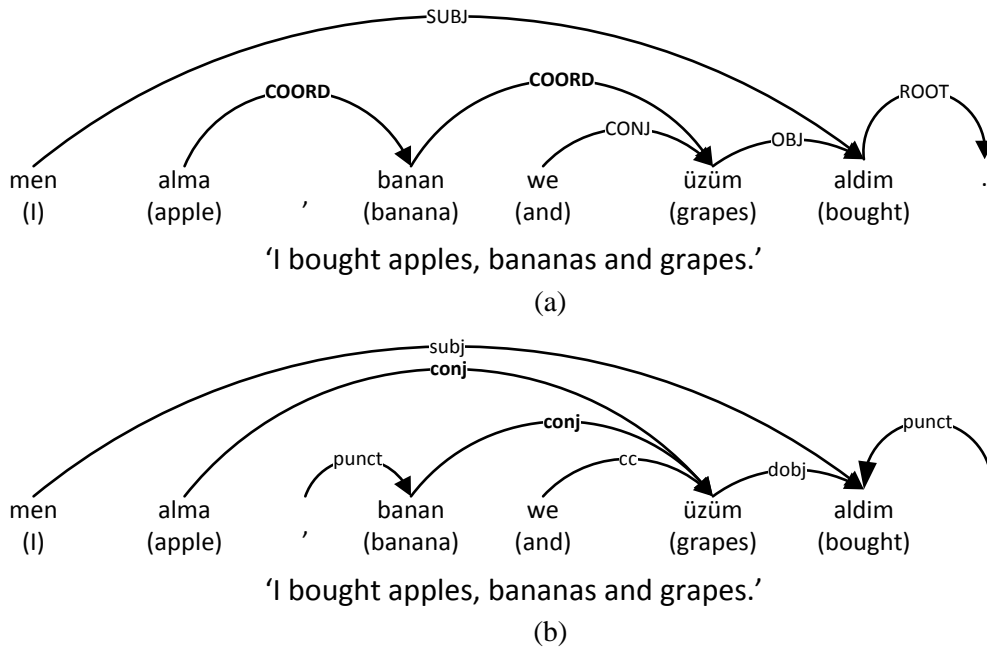 SUBJ
COORD COORD ROOT
CONJ OBJ
men alma , banan we üzüm aldim .
(I) (apple) (banana) (and) (grapes) (bought)
‘I bought apples, bananas and grapes.’
(a)
subj
conj
conj punct
punct cc dobj
men alma , banan we üzüm aldim
(I) (apple) (banana) (and) (grapes) (bought)
‘I bought apples, bananas and grapes.’
(b)